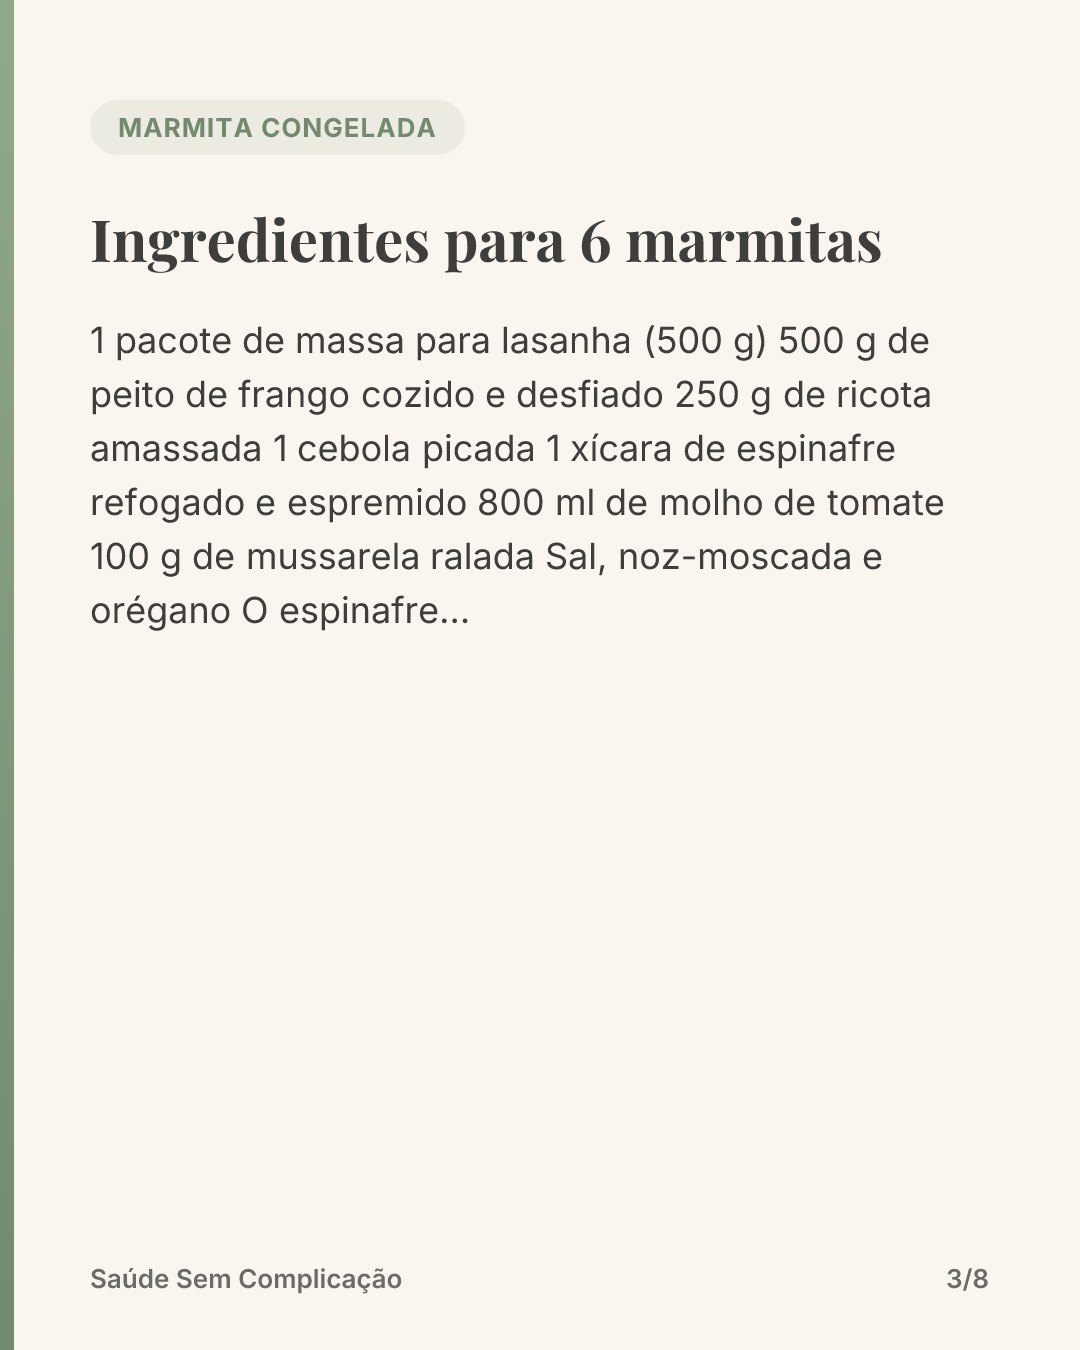 MARMITA CONGELADA
Ingredientes para 6 marmitas
1 pacote de massa para lasanha (500 g) 500 g de
peito de frango cozido e desfiado 250 g de ricota
amassada 1 cebola picada 1 xícara de espinafre
refogado e espremido 800 ml de molho de tomate
100 g de mussarela ralada Sal, noz-moscada e
orégano O espinafre...
Saúde Sem Complicação
3/8